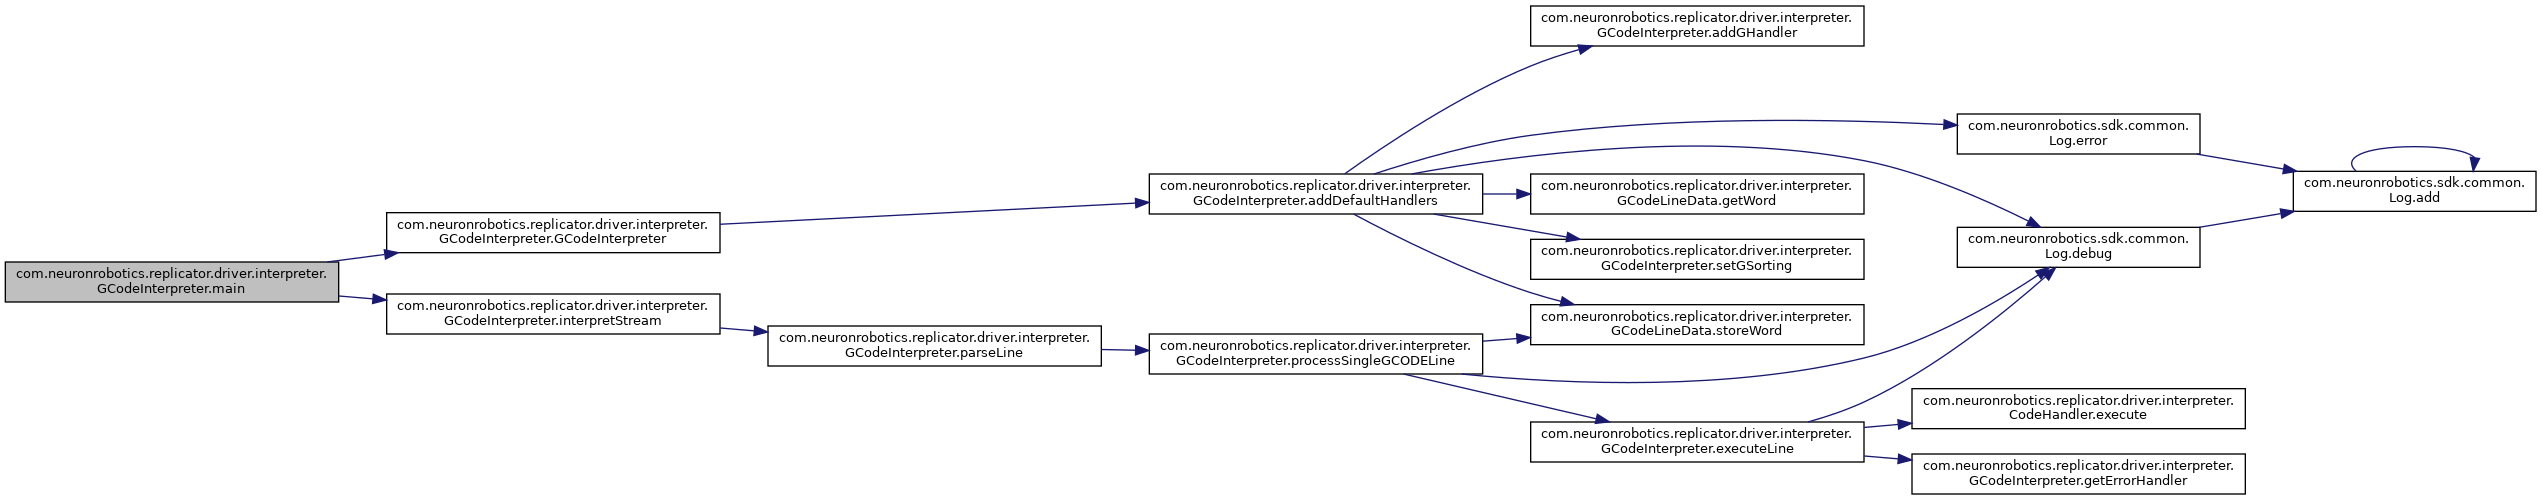 com.neuronrobotics.replicator.driver.interpreter.
GCodeInterpreter.main
com.neuronrobotics.replicator.driver.interpreter.
GCodeInterpreter.GCodeInterpreter
com.neuronrobotics.replicator.driver.interpreter.
GCodeInterpreter.interpretStream
com.neuronrobotics.replicator.driver.interpreter.
GCodeInterpreter.parseLine
com.neuronrobotics.replicator.driver.interpreter.
GCodeInterpreter.addDefaultHandlers
com.neuronrobotics.replicator.driver.interpreter.
GCodeInterpreter.processSingleGCODELine
com.neuronrobotics.replicator.driver.interpreter.
GCodeInterpreter.addGHandler
com.neuronrobotics.replicator.driver.interpreter.
GCodeLineData.getWord
com.neuronrobotics.replicator.driver.interpreter.
GCodeInterpreter.setGSorting
com.neuronrobotics.replicator.driver.interpreter.
GCodeLineData.storeWord
com.neuronrobotics.replicator.driver.interpreter.
GCodeInterpreter.executeLine
com.neuronrobotics.sdk.common.
Log.error
com.neuronrobotics.sdk.common.
Log.debug
com.neuronrobotics.replicator.driver.interpreter.
CodeHandler.execute
com.neuronrobotics.replicator.driver.interpreter.
GCodeInterpreter.getErrorHandler
com.neuronrobotics.sdk.common.
Log.add